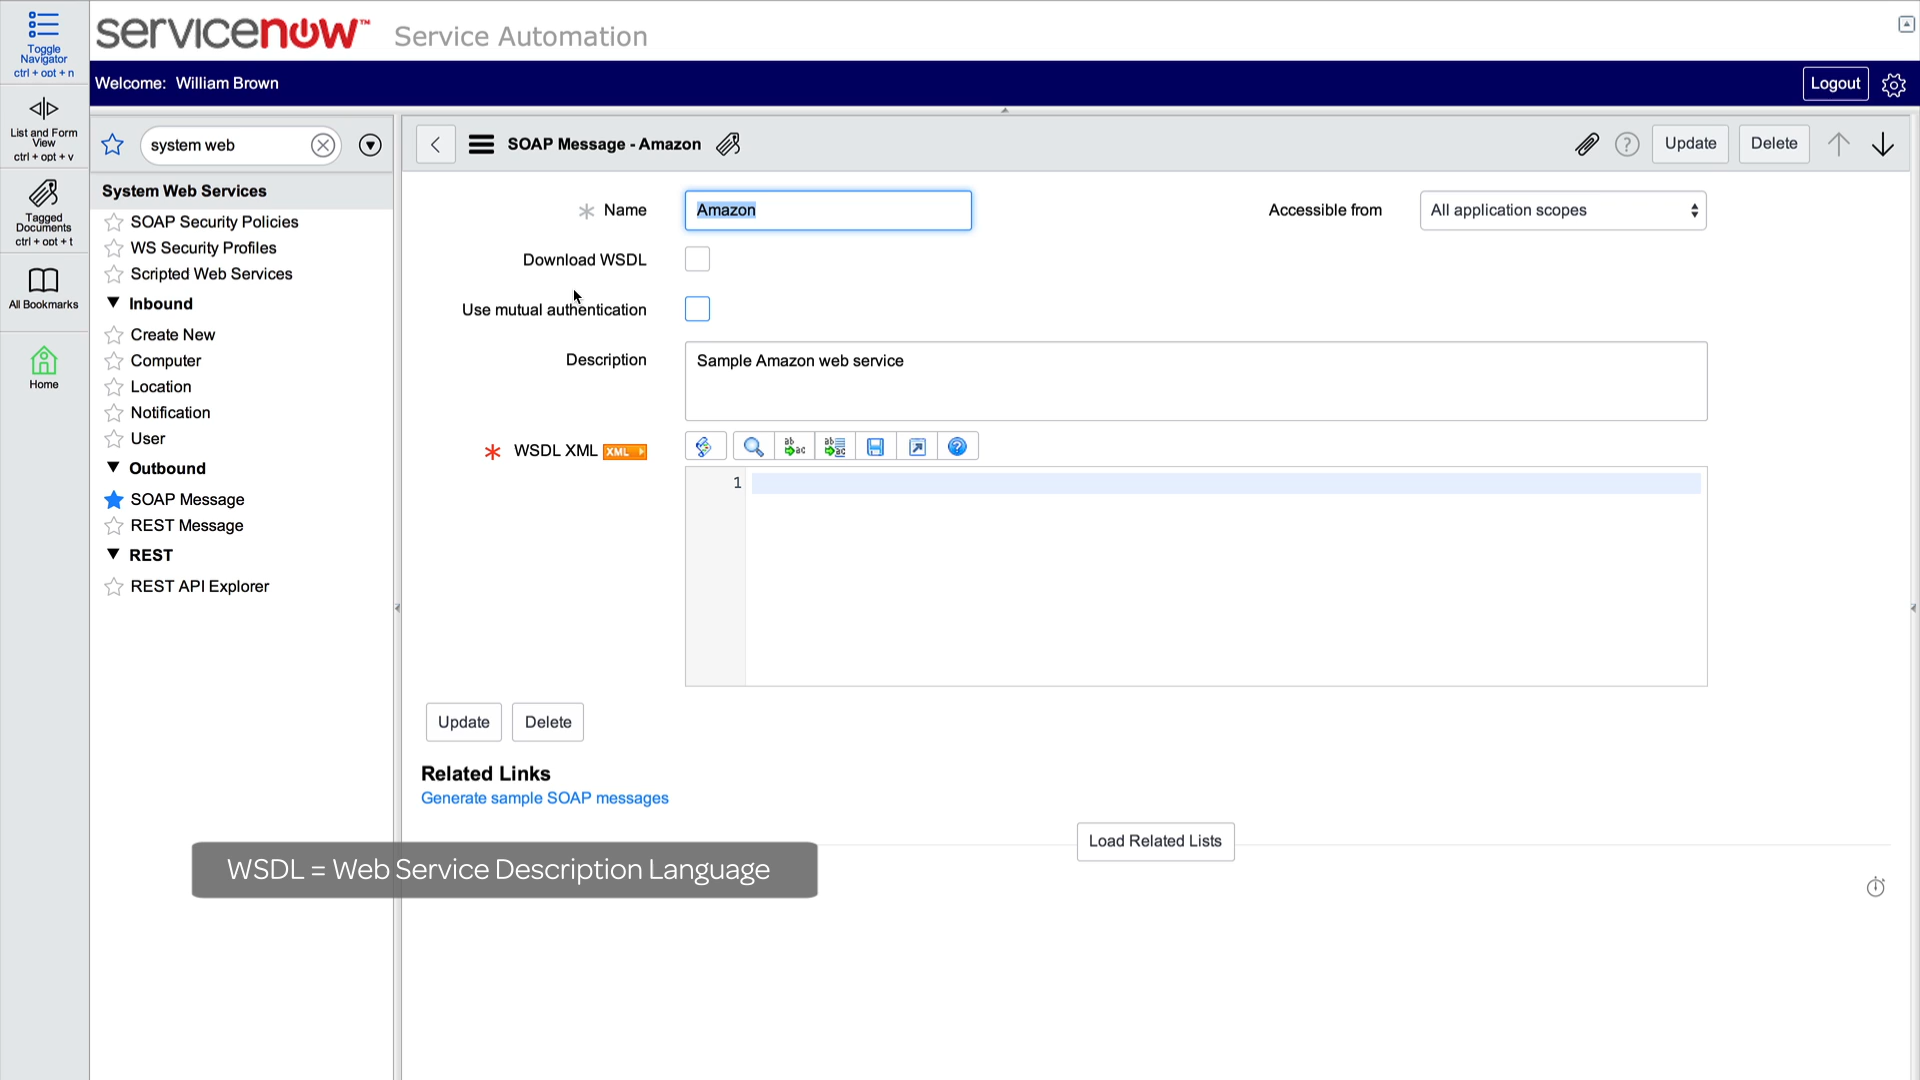 Toggle
Navigator
ctrl + opt + n
servicenow™ Service Automation
Welcome: William Brown
Logout
List and Form
View
ctrl + opt + v
system web
SOAP Message - Amazon
Update
Delete
Tagged
Documents
ctrl + opt + t
All Bookmarks
Home
System Web Services
SOAP Security Policies
WS Security Profiles
Scripted Web Services
Inbound
Create New
Computer
Location
Notification
User
Outbound
SOAP Message
REST Message
REST
REST API Explorer
Name
Amazon
Accessible from
All application scopes
Download WSDL
Use mutual authentication
Description
Sample Amazon web service
WSDL XML XML
ab
ac
ab
ac
1
Update
Delete
Related Links
Generate sample SOAP messages
Load Related Lists
WSDL = Web Service Description Language